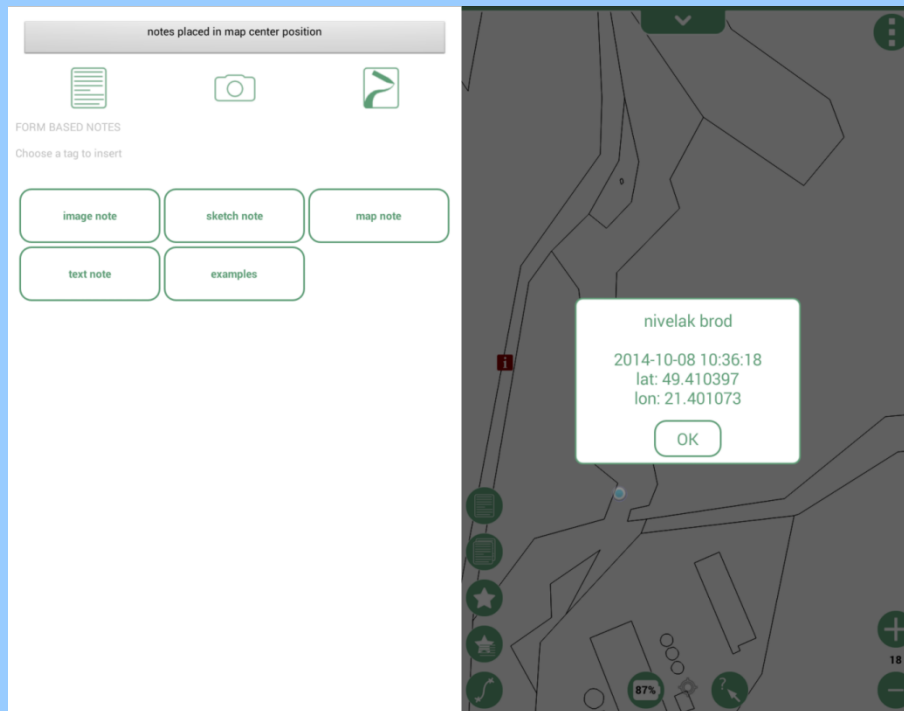 notes placed in map center position
FORM BASED NOTES
Choose a tag to insert
image note
sketch note
map note
text note
examples
nivelak brod
2014-10-08 10:36:18
lat: 49.410397
lon: 21.401073
OK
i
87%
?
18